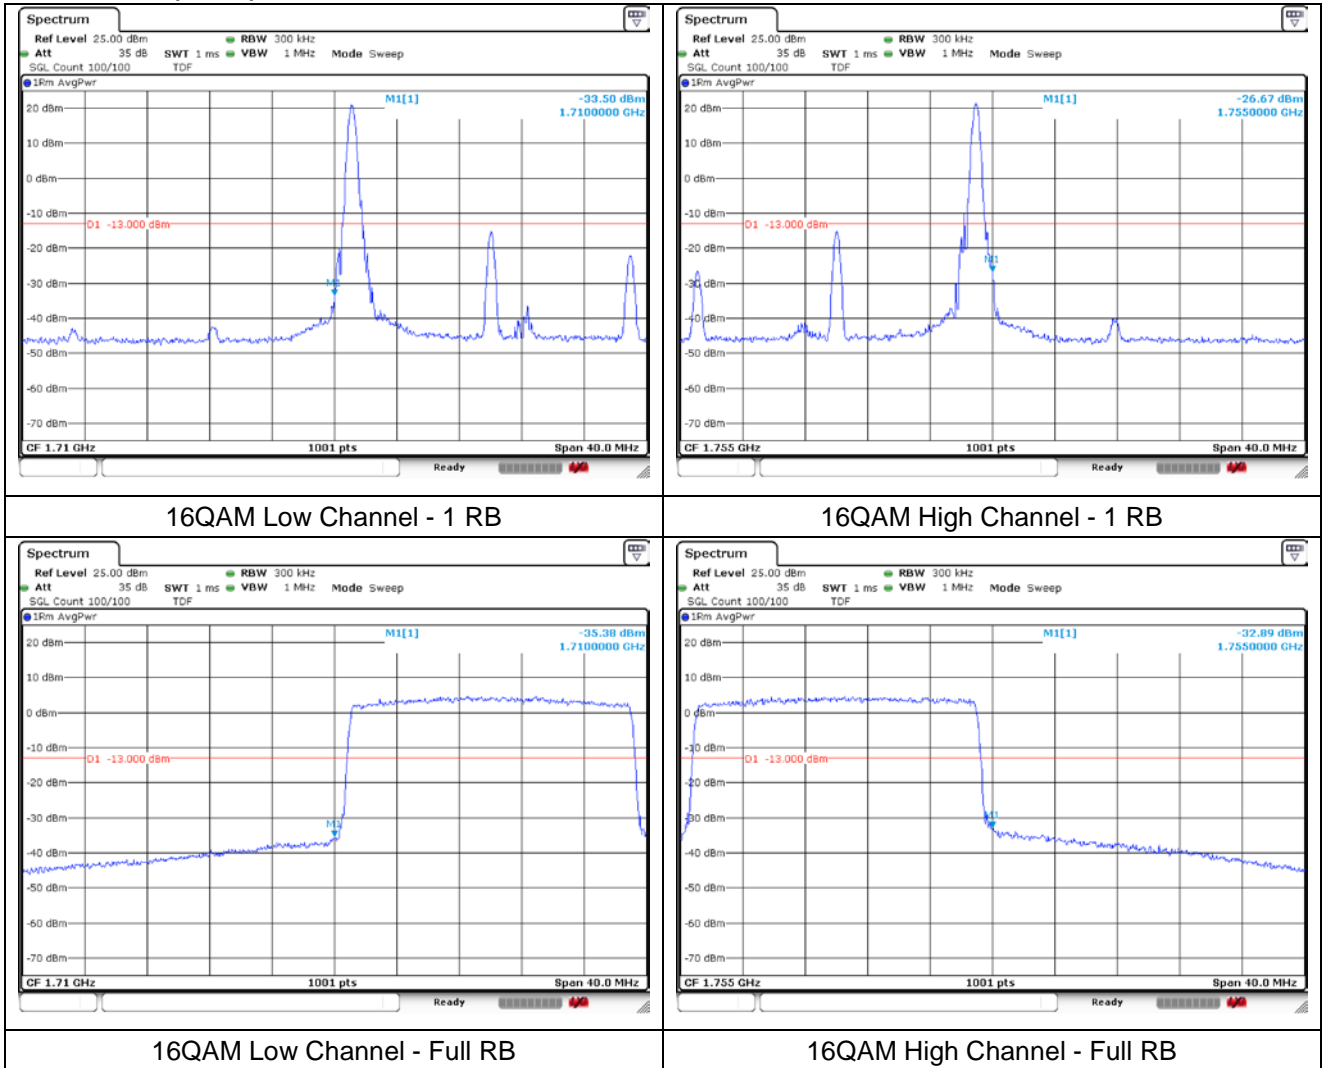 Spectrum
Ref Level 25.00 dBm RBW 300 kHz
Att 35 dB SWT 1 ms VBW 1 MHz Mode Sweep
SGL Count 100/100 TDF
1Rm AvgPwr
M1[1] -33.50 dBm
1.7100000 GHz
20 dBm
10 dBm
0 dBm
-10 dBm
D1 -13.000 dBm
-20 dBm
M1
-30 dBm
-40 dBm
-50 dBm
-60 dBm
-70 dBm
CF 1.71 GHz 1001 pts Span 40.0 MHz
Ready
16QAM Low Channel - 1 RB
Spectrum
Ref Level 25.00 dBm RBW 300 kHz
Att 35 dB SWT 1 ms VBW 1 MHz Mode Sweep
SGL Count 100/100 TDF
1Rm AvgPwr
M1[1] -26.67 dBm
1.7550000 GHz
20 dBm
10 dBm
0 dBm
-10 dBm
D1 -13.000 dBm
-20 dBm
M1
-30 dBm
-40 dBm
-50 dBm
-60 dBm
-70 dBm
CF 1.755 GHz 1001 pts Span 40.0 MHz
Ready
16QAM High Channel - 1 RB
Spectrum
Ref Level 25.00 dBm RBW 300 kHz
Att 35 dB SWT 1 ms VBW 1 MHz Mode Sweep
SGL Count 100/100 TDF
1Rm AvgPwr
M1[1] -35.38 dBm
1.7100000 GHz
20 dBm
10 dBm
0 dBm
-10 dBm
D1 -13.000 dBm
-20 dBm
-30 dBm
M1
-40 dBm
-50 dBm
-60 dBm
-70 dBm
CF 1.71 GHz 1001 pts Span 40.0 MHz
Ready
16QAM Low Channel - Full RB
Spectrum
Ref Level 25.00 dBm RBW 300 kHz
Att 35 dB SWT 1 ms VBW 1 MHz Mode Sweep
SGL Count 100/100 TDF
1Rm AvgPwr
M1[1] -32.89 dBm
1.7550000 GHz
20 dBm
10 dBm
0 dBm
-10 dBm
D1 -13.000 dBm
-20 dBm
-30 dBm
M1
-40 dBm
-50 dBm
-60 dBm
-70 dBm
CF 1.755 GHz 1001 pts Span 40.0 MHz
Ready
16QAM High Channel - Full RB